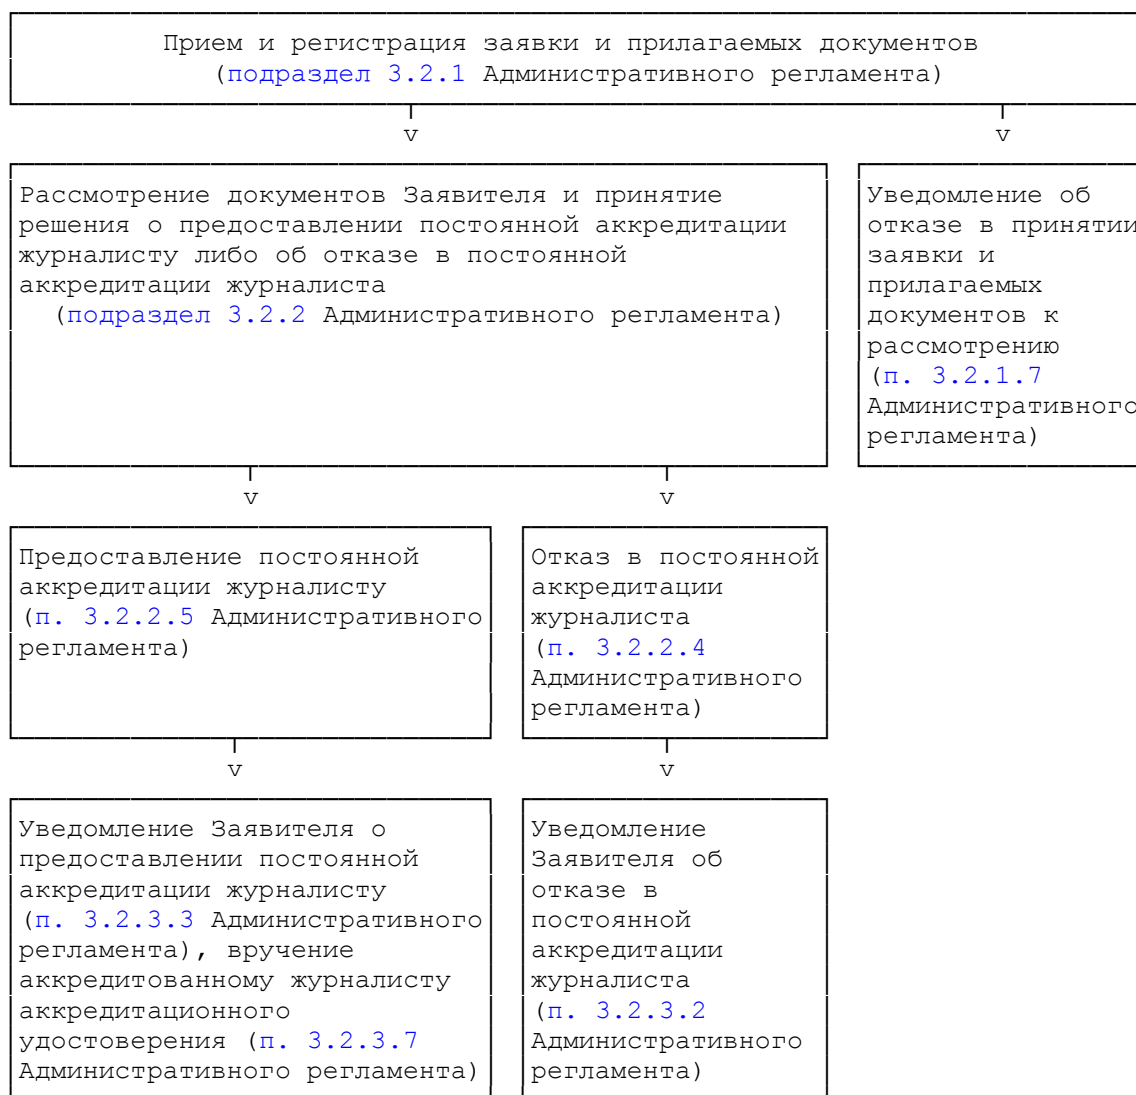 Прием и регистрация заявки и прилагаемых документов
(подраздел 3.2.1 Административного регламента)
v
v
Рассмотрение документов Заявителя и принятие
решения о предоставлении постоянной аккредитации
журналисту либо об отказе в постоянной
аккредитации журналиста
(подраздел 3.2.2 Административного регламента)
Уведомление об
отказе в принятии
заявки и
прилагаемых
документов к
рассмотрению
(п. 3.2.1.7
Административного
регламента)
v
v
Предоставление постоянной
аккредитации журналисту
(п. 3.2.2.5 Административного
регламента)
Отказ в постоянной
аккредитации
журналиста
(п. 3.2.2.4
Административного
регламента)
v
v
Уведомление Заявителя о
предоставлении постоянной
аккредитации журналисту
(п. 3.2.3.3 Административного
регламента), вручение
аккредитованному журналисту
аккредитационного
удостоверения (п. 3.2.3.7
Административного регламента)
Уведомление
Заявителя об
отказе в
постоянной
аккредитации
журналиста
(п. 3.2.3.2
Административного
регламента)